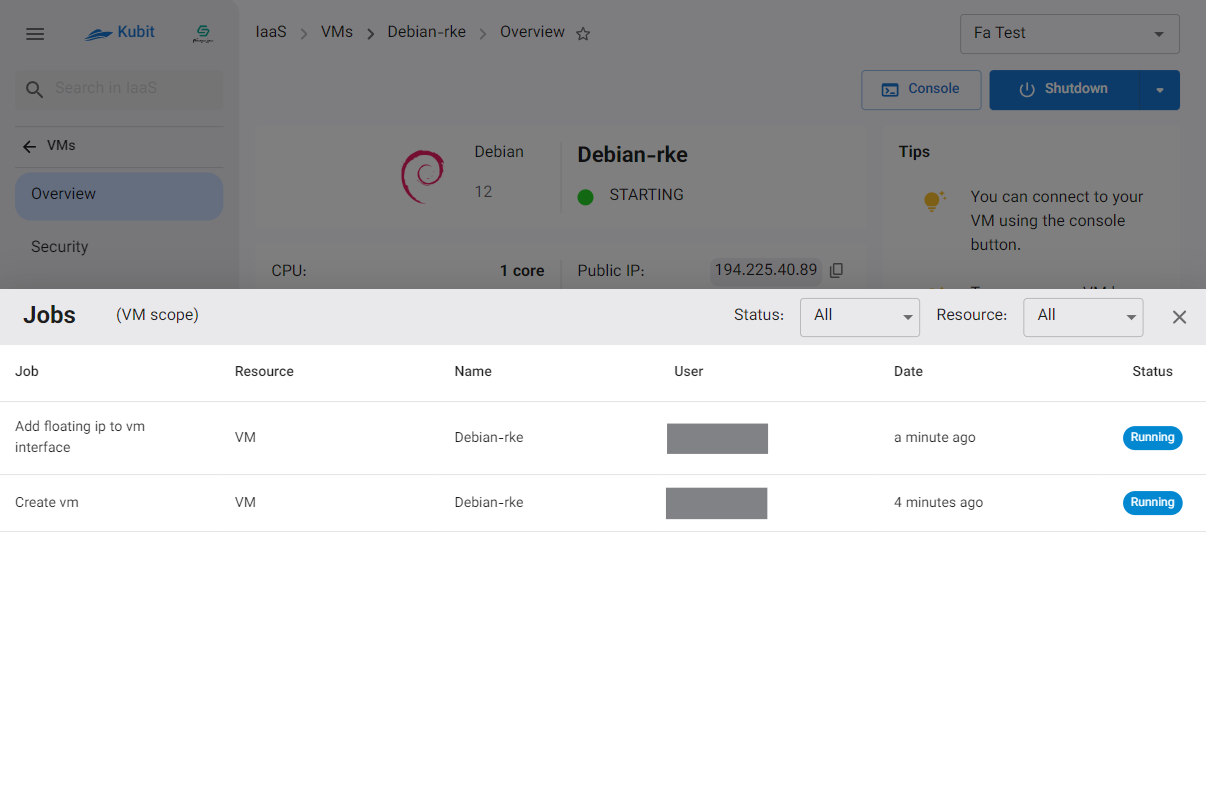 Kubit
IaaS
VMs
Debian-rke
Overview
Fa Test
Search in IaaS
Console
Shutdown
VMs
Overview
Security
Debian
12
Debian-rke
STARTING
Tips
You can connect to your
VM using the console
button.
CPU:
1 core
Public IP:
194.225.40.89
Jobs
(VM scope)
Status:
All
Resource:
All
Job
Resource
Name
User
Date
Status
Add floating ip to vm
interface
VM
Debian-rke
a minute ago
Running
Create vm
VM
Debian-rke
4 minutes ago
Running